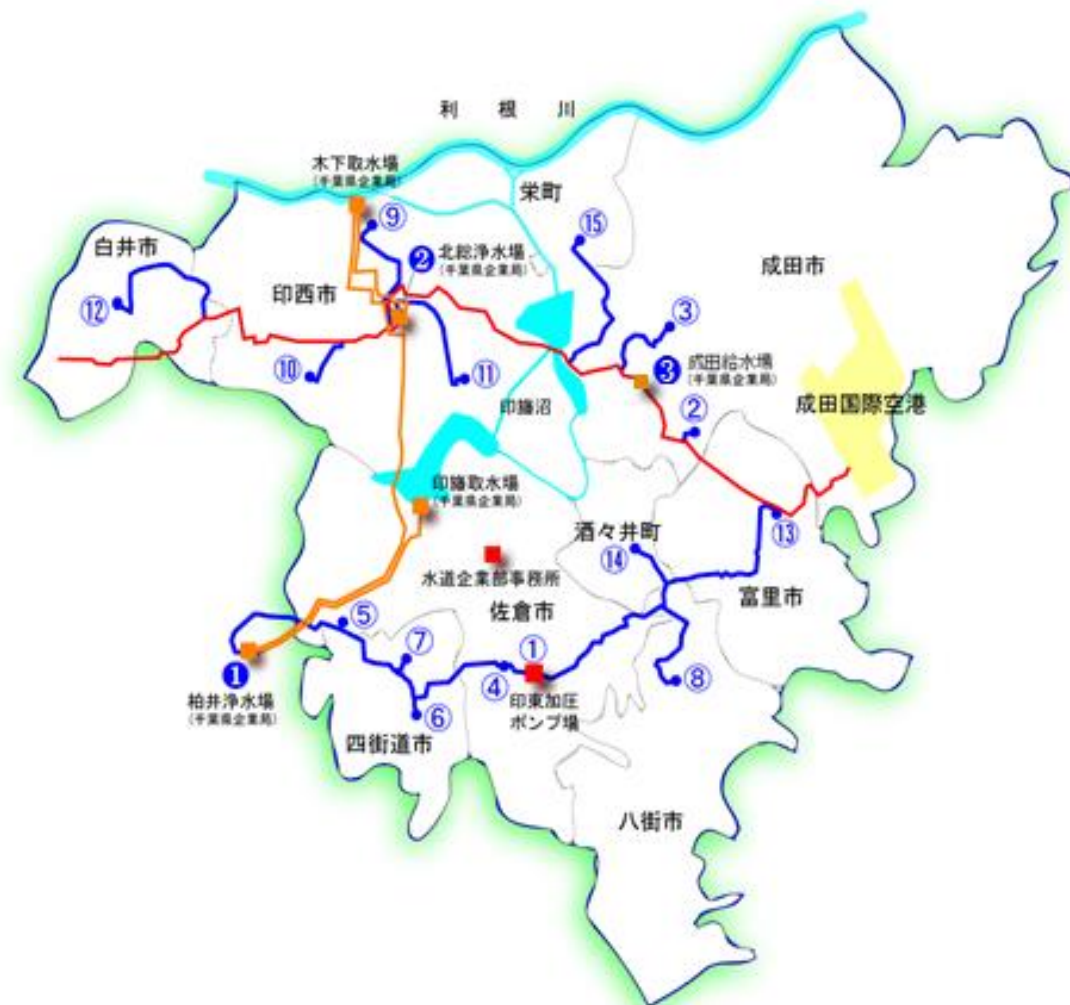 利根川
木下取水場
(千葉県企業局)
栄町
⑨
⑮
白井市
❷ 北総浄水場
(千葉県企業局)
成田市
印西市
⑫
③
⑩
⑪
❸ 成田給水場
(千葉県企業局)
印旛沼
②
成田国際空港
印旛取水場
(千葉県企業局)
⑬
酒々井町
⑭
水道企業部事務所
富里市
佐倉市
⑤
⑦
①
④
⑧
❶
柏井浄水場
(千葉県企業局)
⑥
印東加圧
ポンプ場
四街道市
八街市